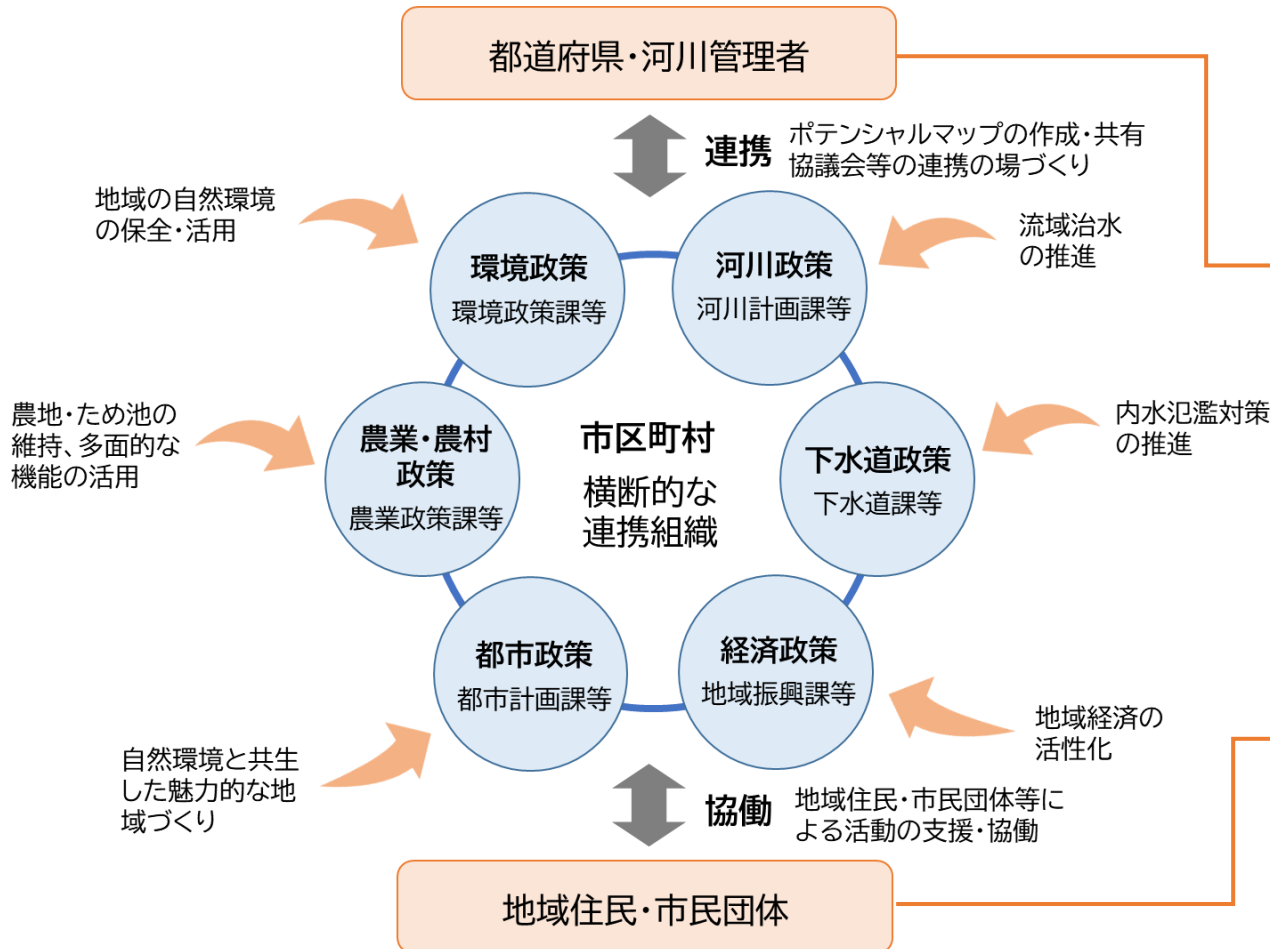 都道府県・河川管理者
連携
ポテンシャルマップの作成・共有
協議会等の連携の場づくり
地域の自然環境
の保全・活用
環境政策
環境政策課等
河川政策
河川計画課等
流域治水
の推進
農地・ため池の
維持、多面的な
機能の活用
農業・農村
政策
農業政策課等
市区町村
横断的な
連携組織
下水道政策
下水道課等
内水氾濫対策
の推進
都市政策
都市計画課等
経済政策
地域振興課等
自然環境と共生
した魅力的な地
域づくり
地域経済の
活性化
協働
地域住民・市民団体等に
よる活動の支援・協働
地域住民・市民団体